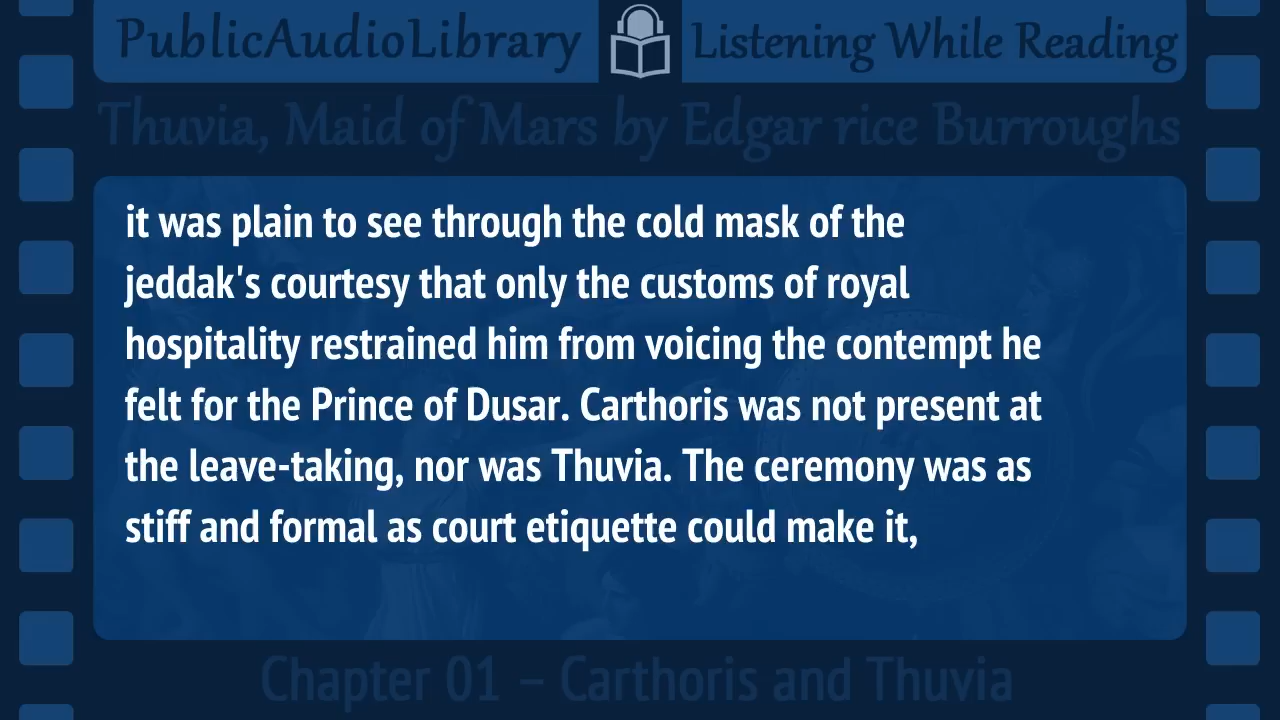 PublicAudioLibrary Listening While Reading
Thuvia, Maid of Mars by Edgar rice Burroughs
it was plain to see through the cold mask of the
jeddak's courtesy that only the customs of royal
hospitality restrained him from voicing the contempt he
felt for the Prince of Dusar. Carthoris was not present at
the leave-taking, nor was Thuvia. The ceremony was as
stiff and formal as court etiquette could make it,
Chapter 01 – Carthoris and Thuvia